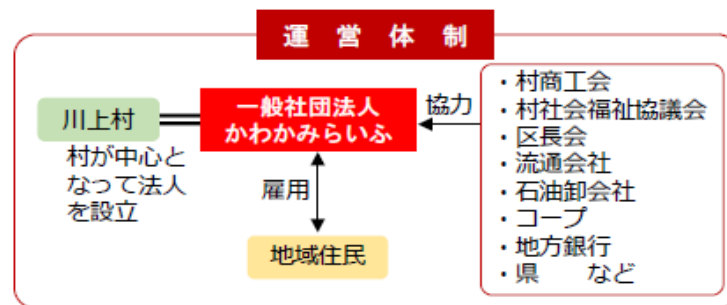 運営体制
川上村
村が中心と
なって法人
を設立
一般社団法人
かわかみらいふ
協力
雇用
地域住民
・村商工会
・村社会福祉協議会
・区長会
・流通会社
・石油卸会社
・コープ
・地方銀行
・県　　など